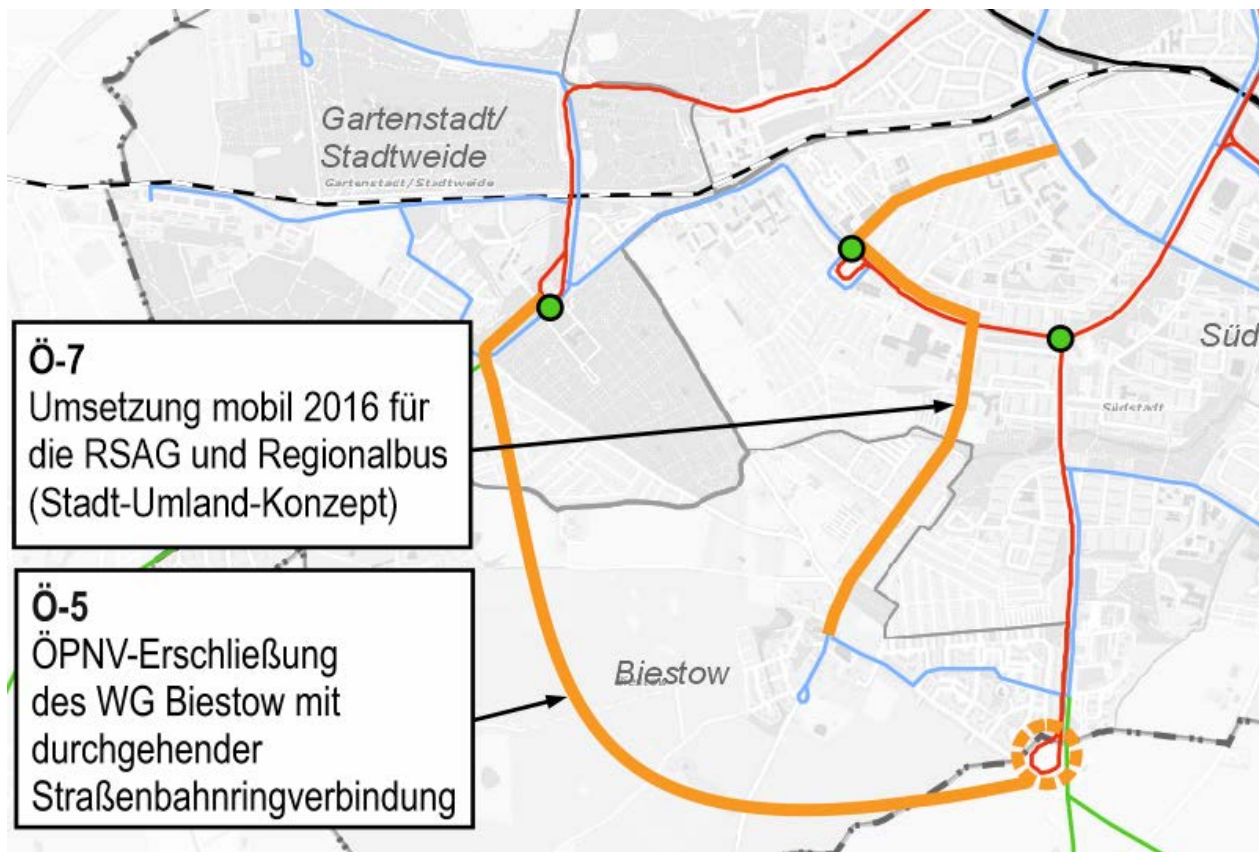 Gartenstadt/
Stadtweide
Gartenstadt/Stadtweide
Ö-7
Umsetzung mobil 2016 für
die RSAG und Regionalbus
(Stadt-Umland-Konzept)
Süd
Südstadt
Ö-5
ÖPNV-Erschließung
des WG Biestow mit
durchgehender
Straßenbahnringverbindung
Biestow